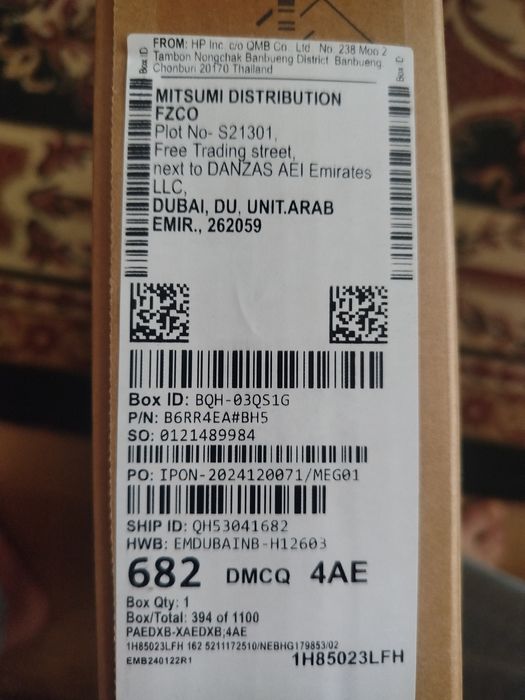 FROM: HP Inc. c/o QMB Co. Ltd. No. 238 Moo 2
Tambon Nongchak Banbueng District Banbueng
Chonburi 20170 Thailand
Box ID
Box ID
MITSUMI DISTRIBUTION
FZCO
Plot No- S21301,
Free Trading street,
next to DANZAS AEI Emirates
LLC,
DUBAI, DU, UNIT.ARAB
EMIR., 262059
Box ID: BQH-03QS1G
P/N: B6RR4EA#BH5
SO: 0121489984
PO: IPON-2024120071/MEG01
SHIP ID: QH53041682
HWB: EMDUBAINB-H12603
682 DMCQ 4AE
Box Qty: 1
Box/Total: 394 of 1100
PAEDXB-XAEDXB;4AE
1H85023LFH 162 5211172510/NEBHG179853/02
EMB240122R1
1H85023LFH